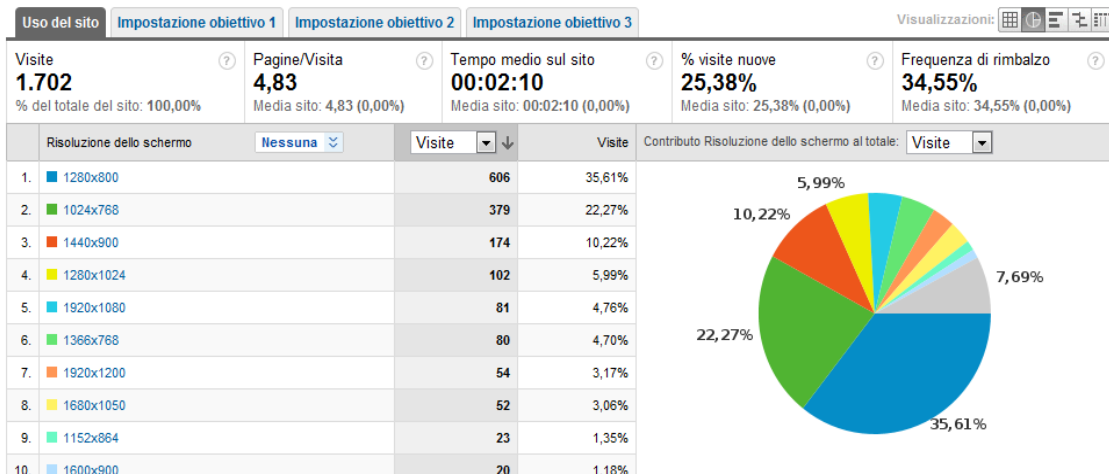 Uso del sito Impostazione obiettivo 1 Impostazione obiettivo 2 Impostazione obiettivo 3 Visualizzazioni:
Visite ? Pagine/Visita ? Tempo medio sul sito ? % visite nuove ? Frequenza di rimbalzo ?
1.702 4,83 00:02:10 25,38% 34,55%
% del totale del sito: 100,00% Media sito: 4,83 (0,00%) Media sito: 00:02:10 (0,00%) Media sito: 25,38% (0,00%) Media sito: 34,55% (0,00%)
Risoluzione dello schermo Nessuna Visite Visite Contributo Risoluzione dello schermo al totale: Visite
1. 1280x800 606 35,61%
2. 1024x768 379 22,27%
3. 1440x900 174 10,22%
4. 1280x1024 102 5,99%
5. 1920x1080 81 4,76%
6. 1366x768 80 4,70%
7. 1920x1200 54 3,17%
8. 1680x1050 52 3,06%
9. 1152x864 23 1,35%
10. 1600x900 20 1,18%
5,99%
10,22%
7,69%
22,27%
35,61%